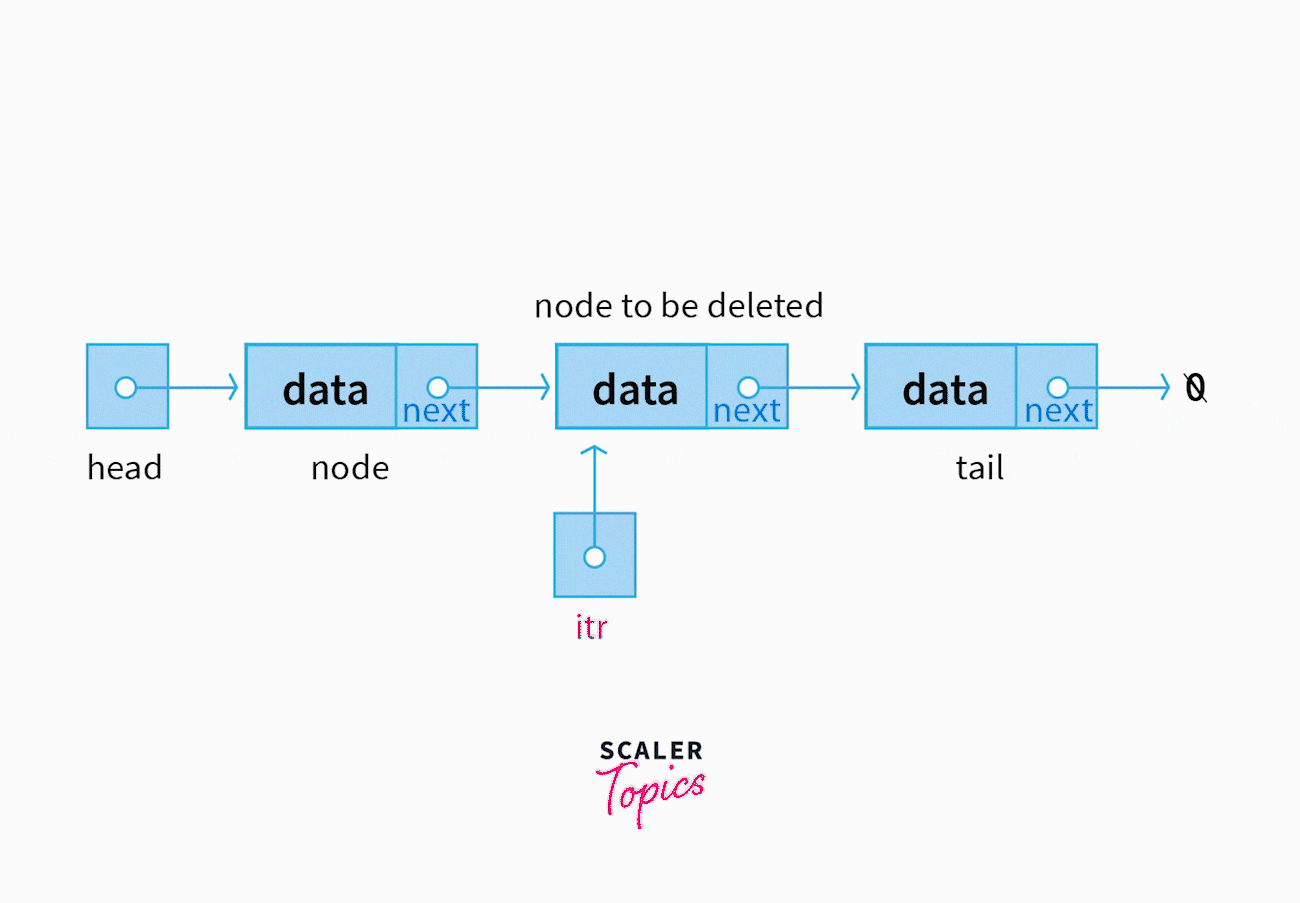 node to be deleted
data next data next data next 0
head node tail
itr
SCALER
Topics